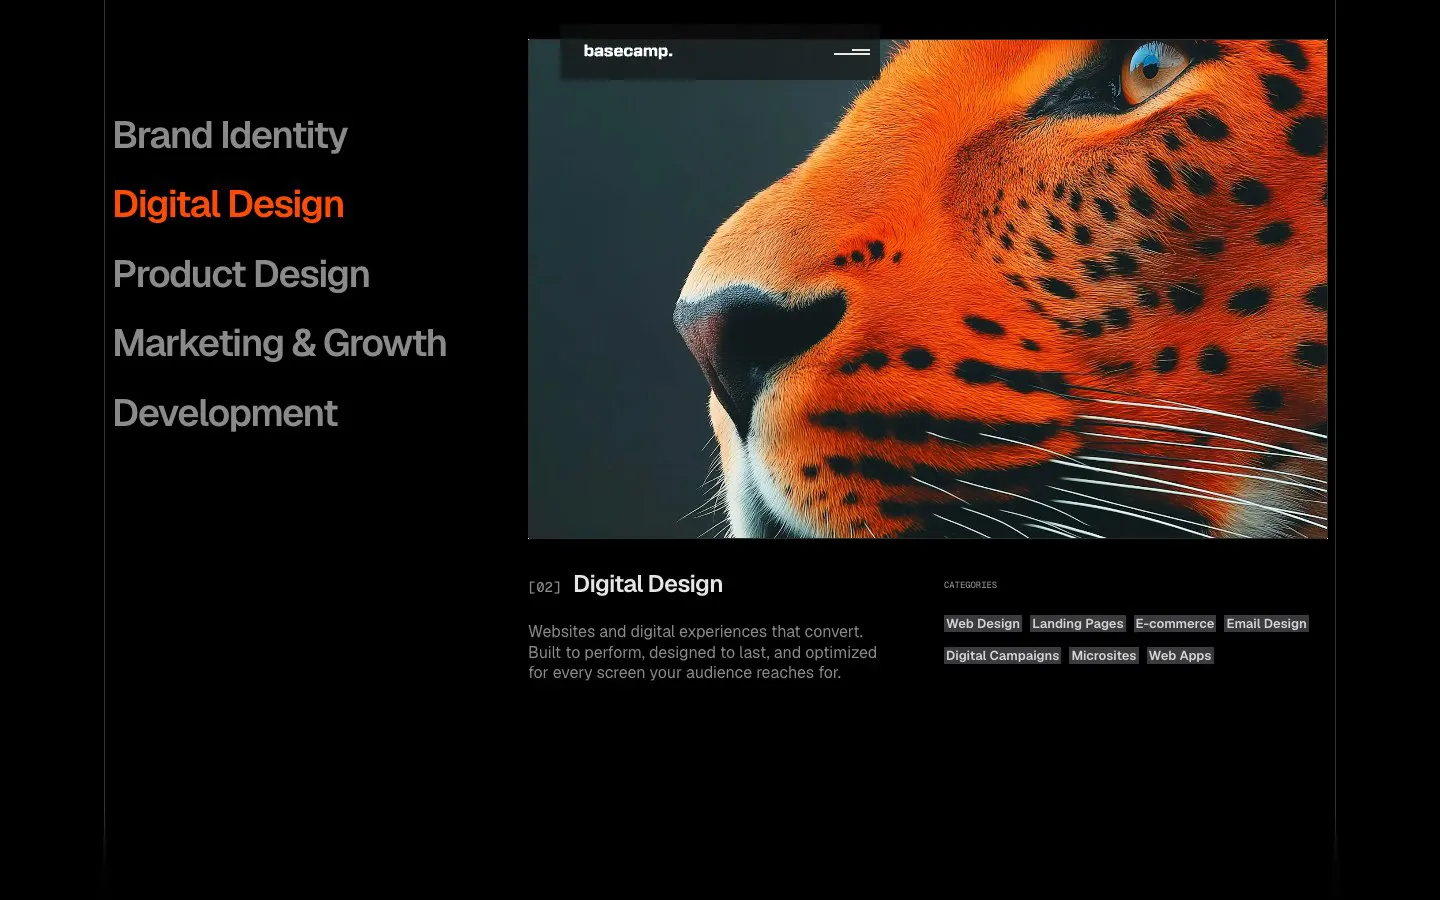 basecamp.
Brand Identity
Digital Design
Product Design
Marketing & Growth
Development
[02] Digital Design
Websites and digital experiences that convert.
Built to perform, designed to last, and optimized
for every screen your audience reaches for.
CATEGORIES
Web Design Landing Pages E-commerce Email Design
Digital Campaigns Microsites Web Apps